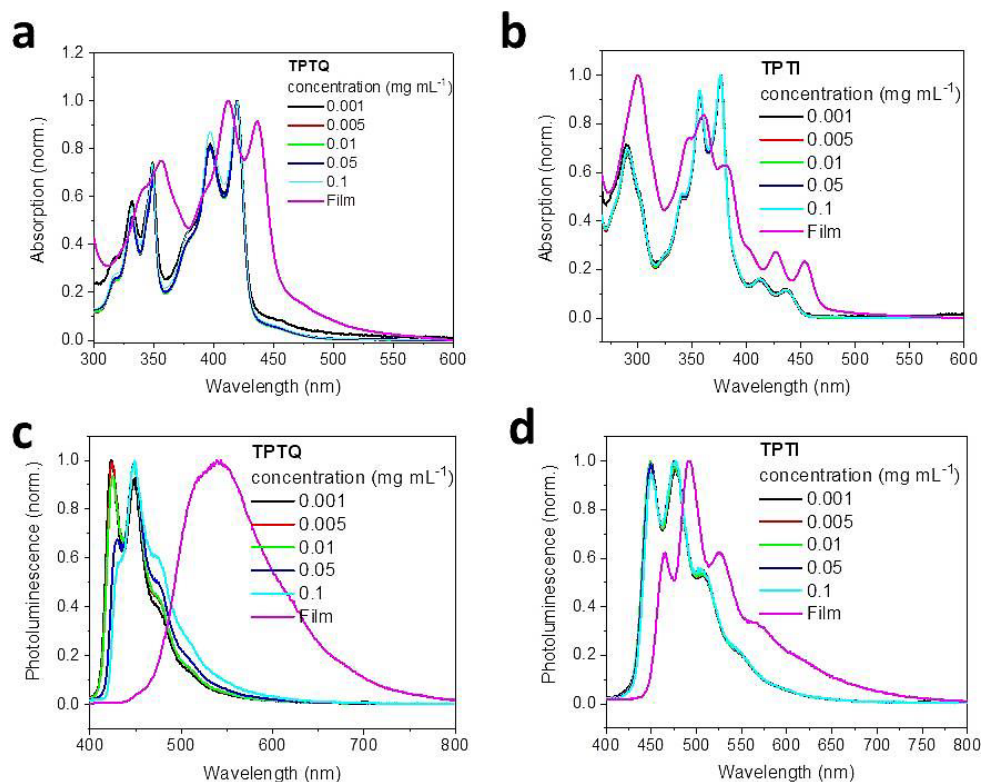 a
TPTQ
concentration (mg mL⁻¹)
0.001
0.005
0.01
0.05
0.1
Film
Absorption (norm.)
1.2
1.0
0.8
0.6
0.4
0.2
0.0
300 350 400 450 500 550 600
Wavelength (nm)
b
TPTI
concentration (mg mL⁻¹)
0.001
0.005
0.01
0.05
0.1
Film
Absorption (norm.)
1.0
0.8
0.6
0.4
0.2
0.0
300 350 400 450 500 550 600
Wavelength (nm)
c
TPTQ
concentration (mg mL⁻¹)
0.001
0.005
0.01
0.05
0.1
Film
Photoluminescence (norm.)
1.0
0.8
0.6
0.4
0.2
0.0
400 500 600 700 800
Wavelength (nm)
d
TPTI
concentration (mg mL⁻¹)
0.001
0.005
0.01
0.05
0.1
Film
Photoluminescence (norm.)
1.0
0.8
0.6
0.4
0.2
0.0
400 450 500 550 600 650 700 750 800
Wavelength (nm)